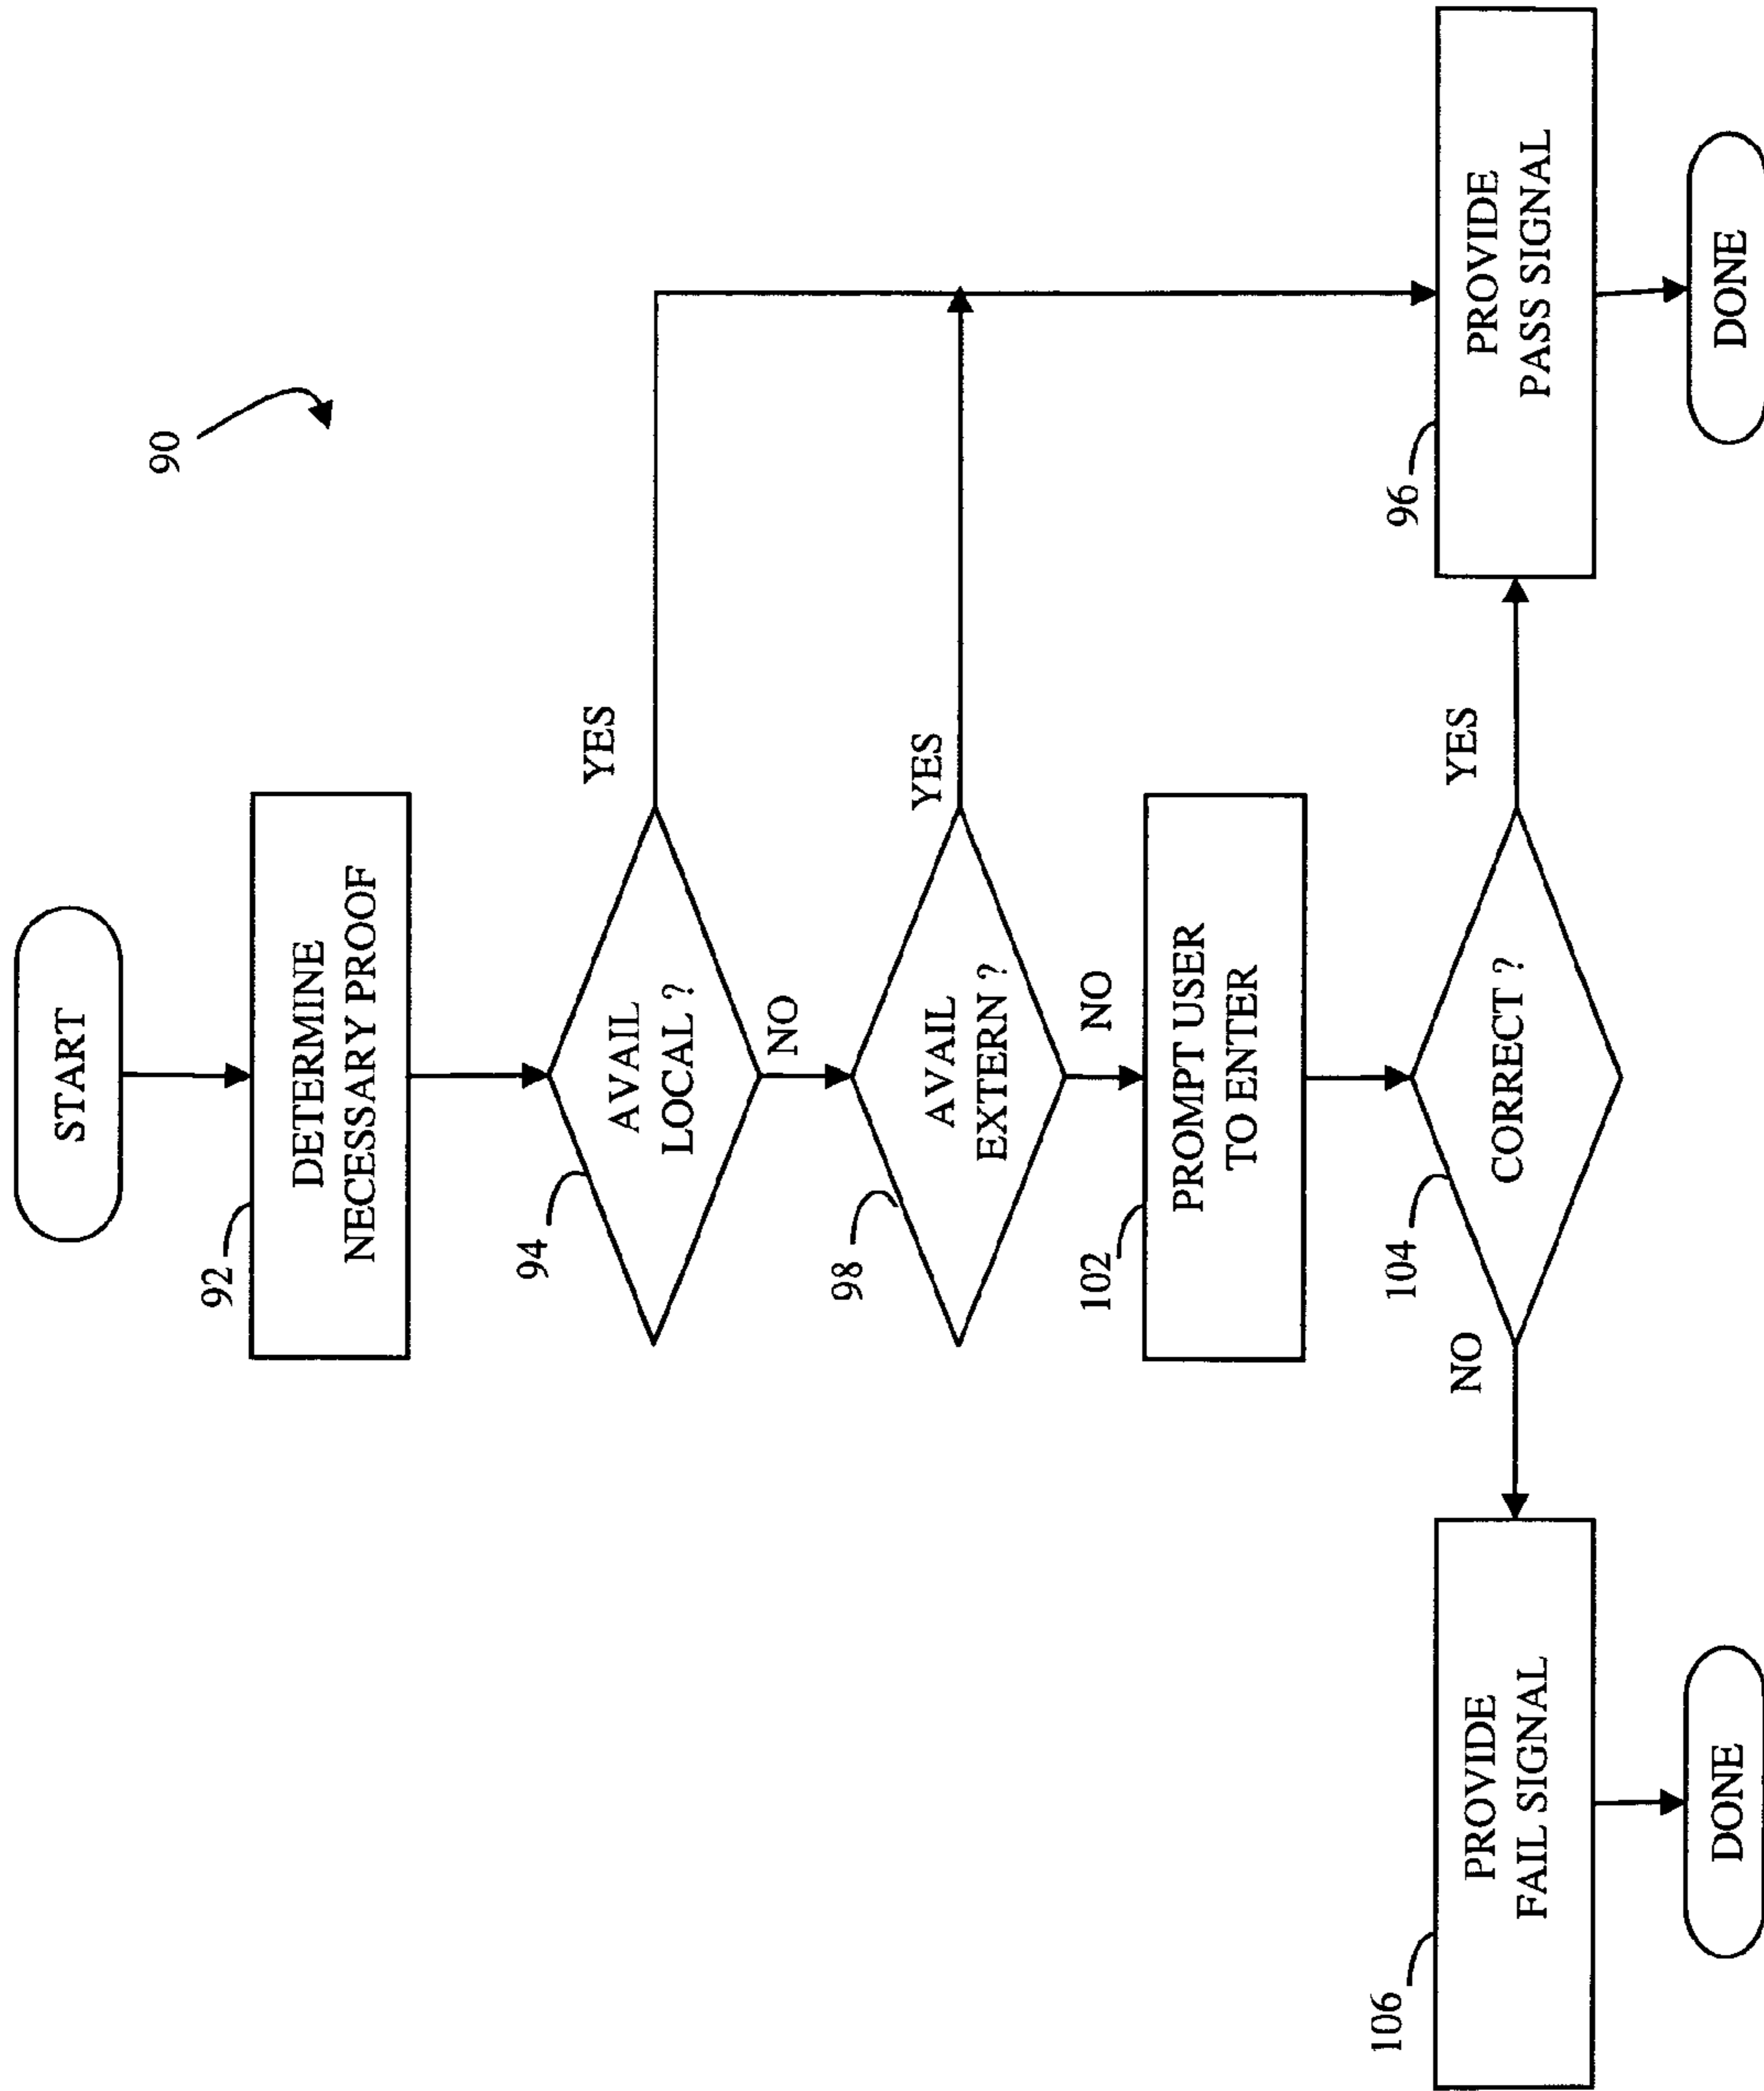 90
START
92
DETERMINE
NECESSARY PROOF
94
AVAIL
LOCAL ?
YES
NO
98
AVAIL
EXTERN ?
YES
NO
102
PROMPT USER
TO ENTER
104
CORRECT ?
NO
YES
106
PROVIDE
FAIL SIGNAL
DONE
96
PROVIDE
PASS SIGNAL
DONE